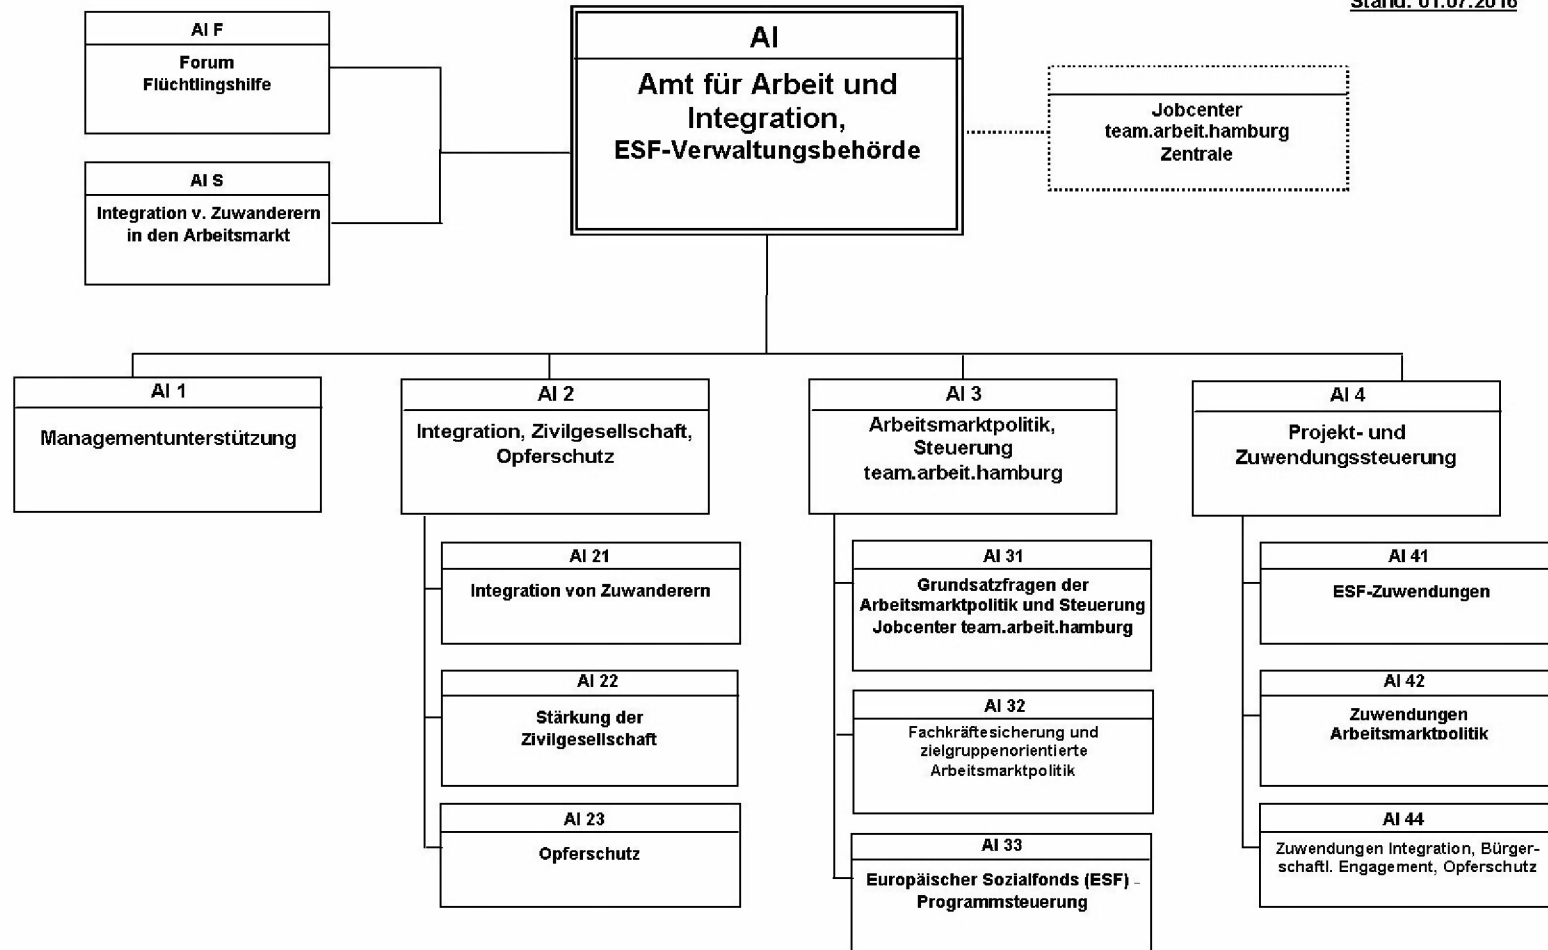 Stand: 01.07.2016
AI F
Forum
Flüchtlingshilfe
AI S
Integration v. Zuwanderern
in den Arbeitsmarkt
AI
Amt für Arbeit und
Integration,
ESF-Verwaltungsbehörde
Jobcenter
team.arbeit.hamburg
Zentrale
AI 1
Managementunterstützung
AI 2
Integration, Zivilgesellschaft,
Opferschutz
AI 21
Integration von Zuwanderern
AI 22
Stärkung der
Zivilgesellschaft
AI 23
Opferschutz
AI 3
Arbeitsmarktpolitik,
Steuerung
team.arbeit.hamburg
AI 31
Grundsatzfragen der
Arbeitsmarktpolitik und Steuerung
Jobcenter team.arbeit.hamburg
AI 32
Fachkräftesicherung und
zielgruppenorientierte
Arbeitsmarktpolitik
AI 33
Europäischer Sozialfonds (ESF) –
Programmsteuerung
AI 4
Projekt- und
Zuwendungssteuerung
AI 41
ESF-Zuwendungen
AI 42
Zuwendungen
Arbeitsmarktpolitik
AI 44
Zuwendungen Integration, Bürger-
schaftl. Engagement, Opferschutz